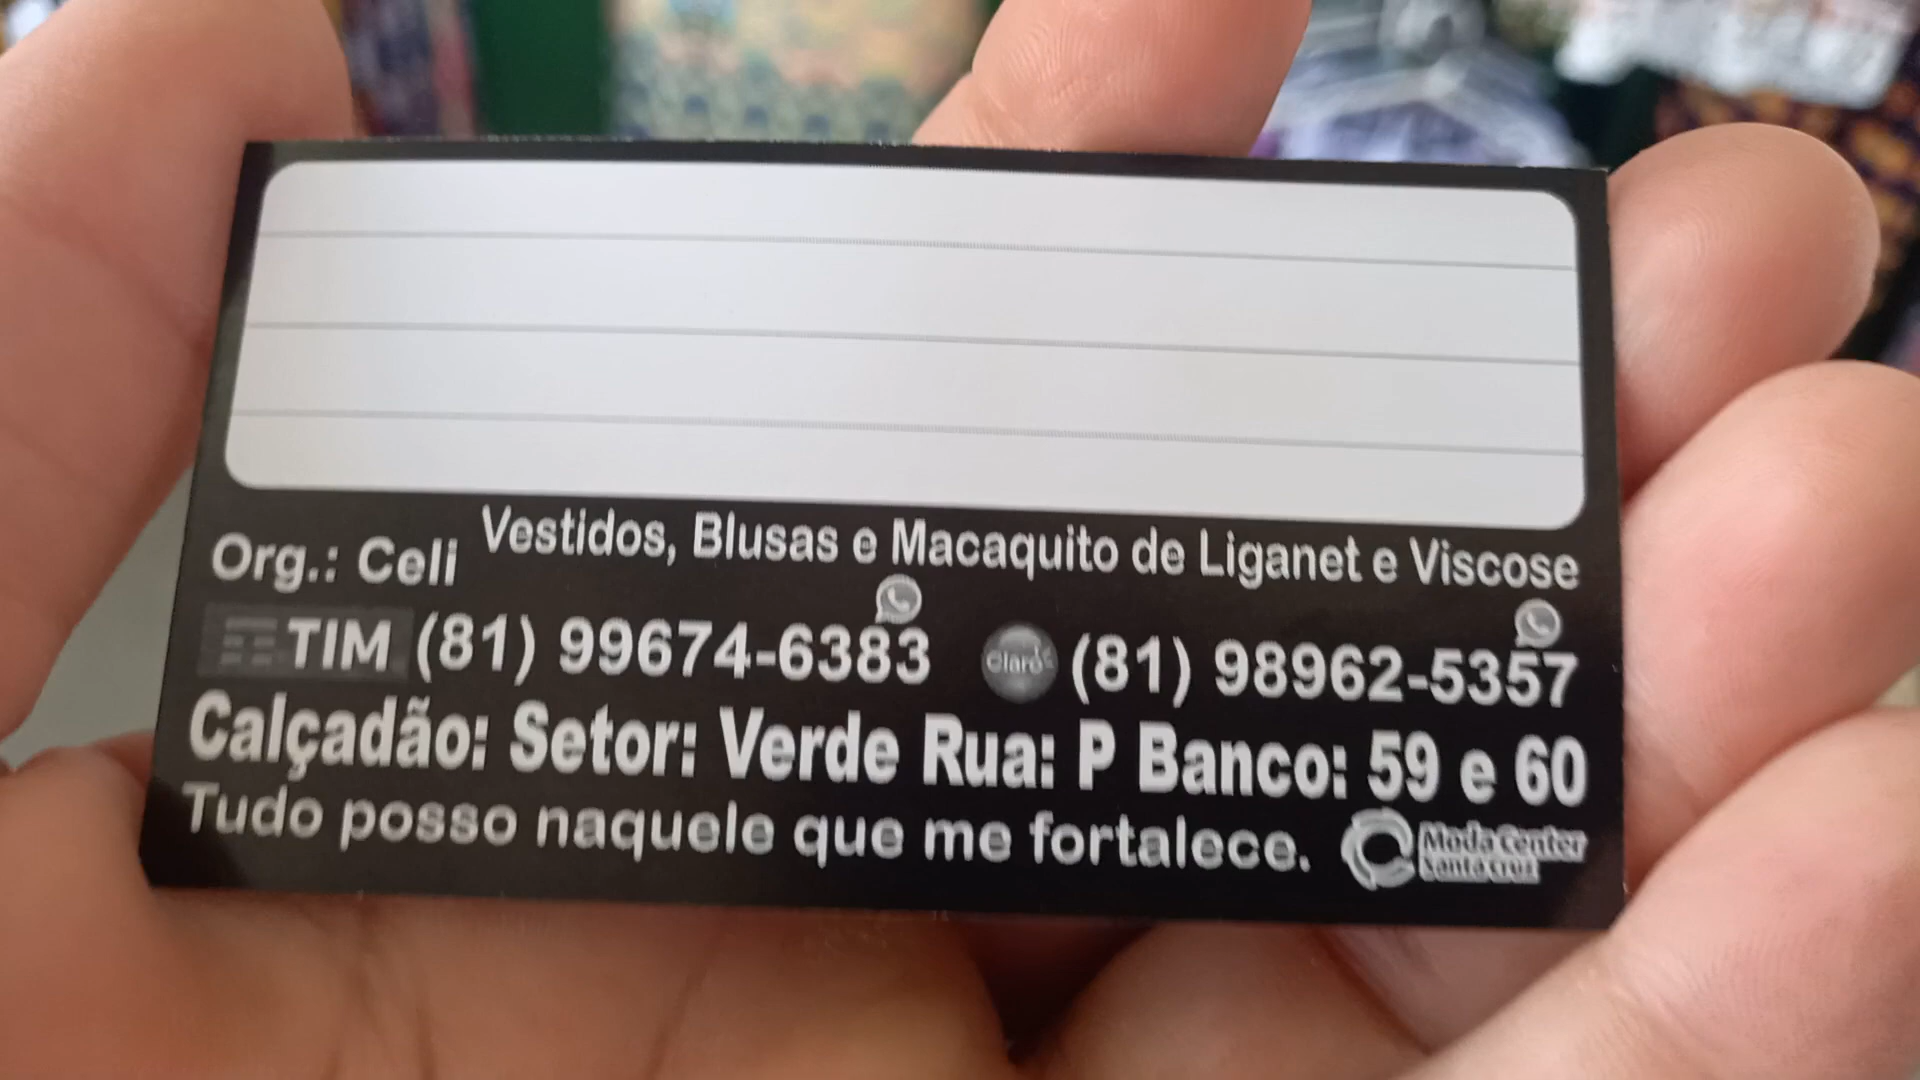 Org.: Celi Vestidos, Blusas e Macaquito de Liganet e Viscose
TIM (81) 99674-6383 Claro (81) 98962-5357
Calçadão: Setor: Verde Rua: P Banco: 59 e 60
Tudo posso naquele que me fortalece. Moda Center
Santa Cruz